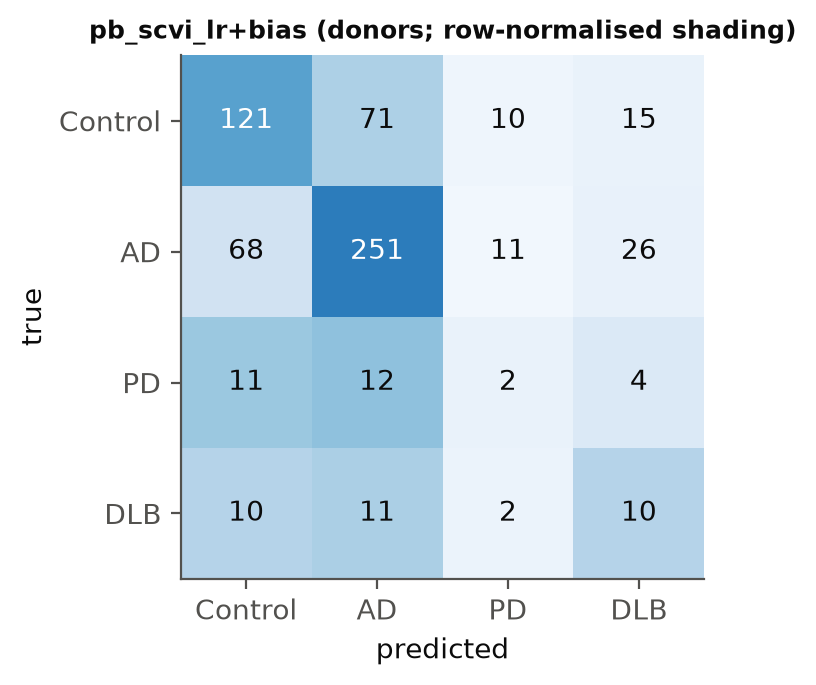 pb_scvi_lr+bias (donors; row-normalised shading)
Control 121 71 10 15
AD 68 251 11 26
PD 11 12 2 4
DLB 10 11 2 10
Control AD PD DLB
predicted
true